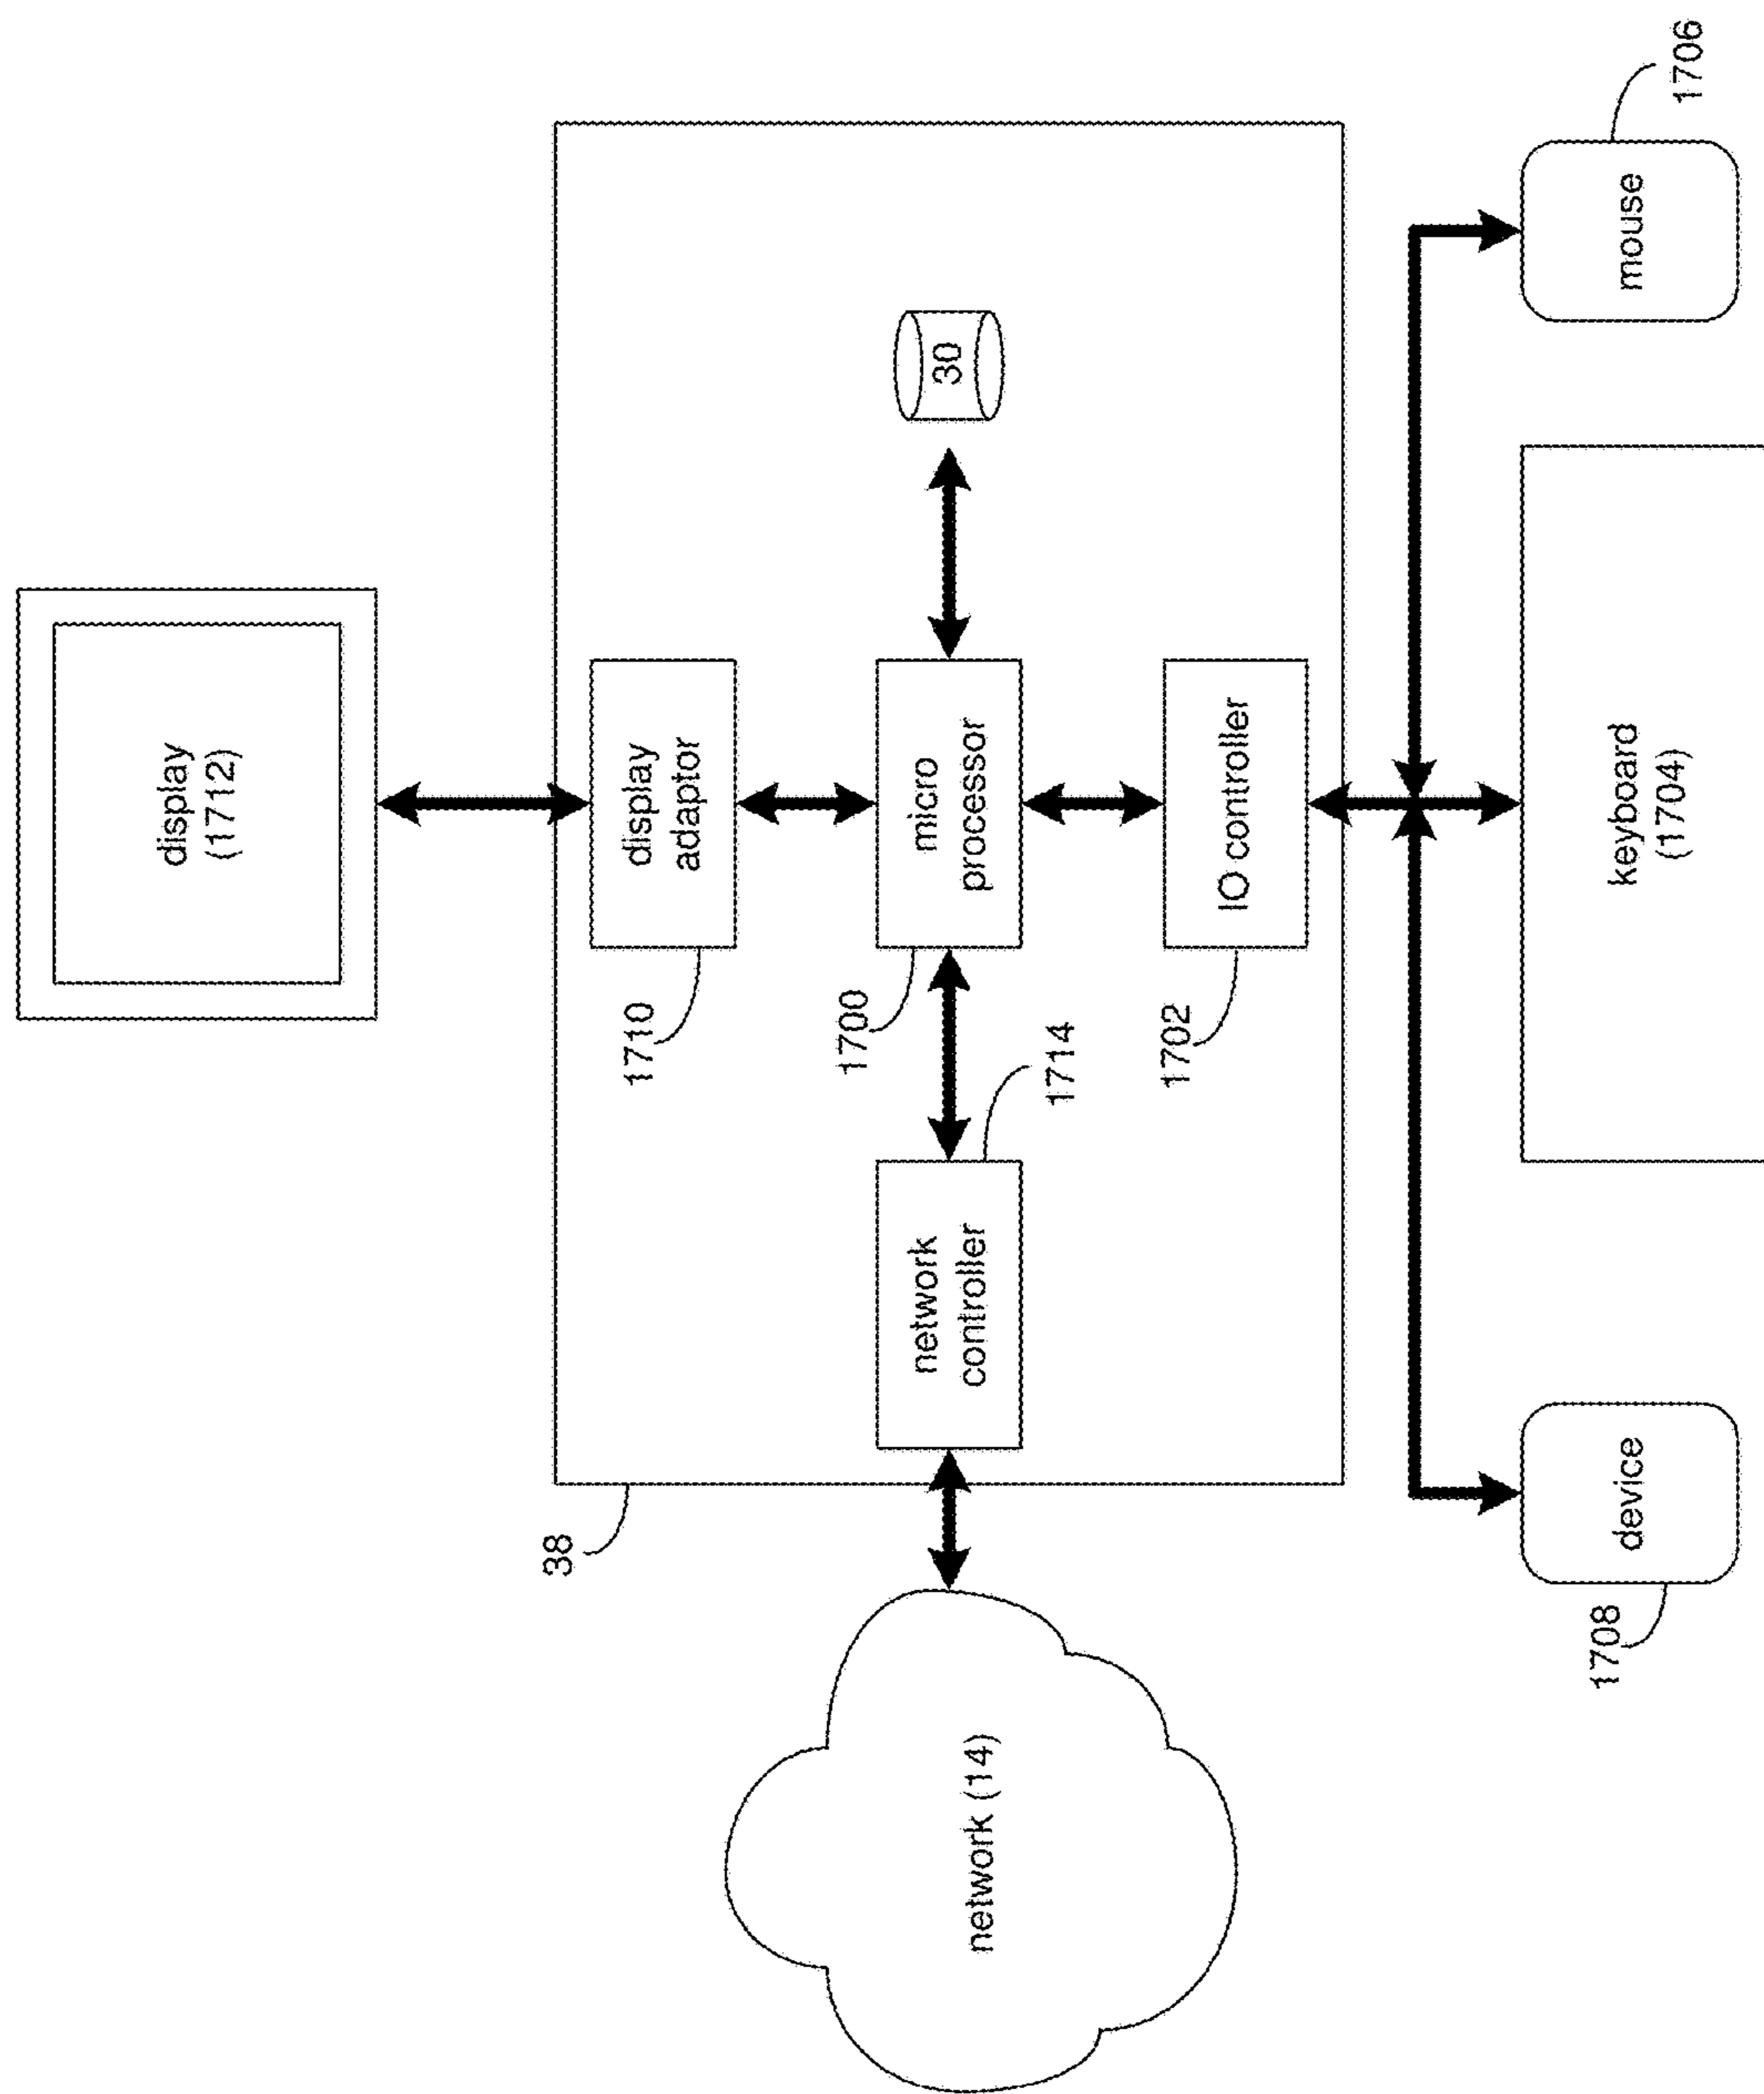 display
(1712)
display
adaptor
1710
network
controller
1714
micro
processor
1700
30
38
network (14)
IO controller
1702
device
1708
keyboard
(1704)
mouse
1706